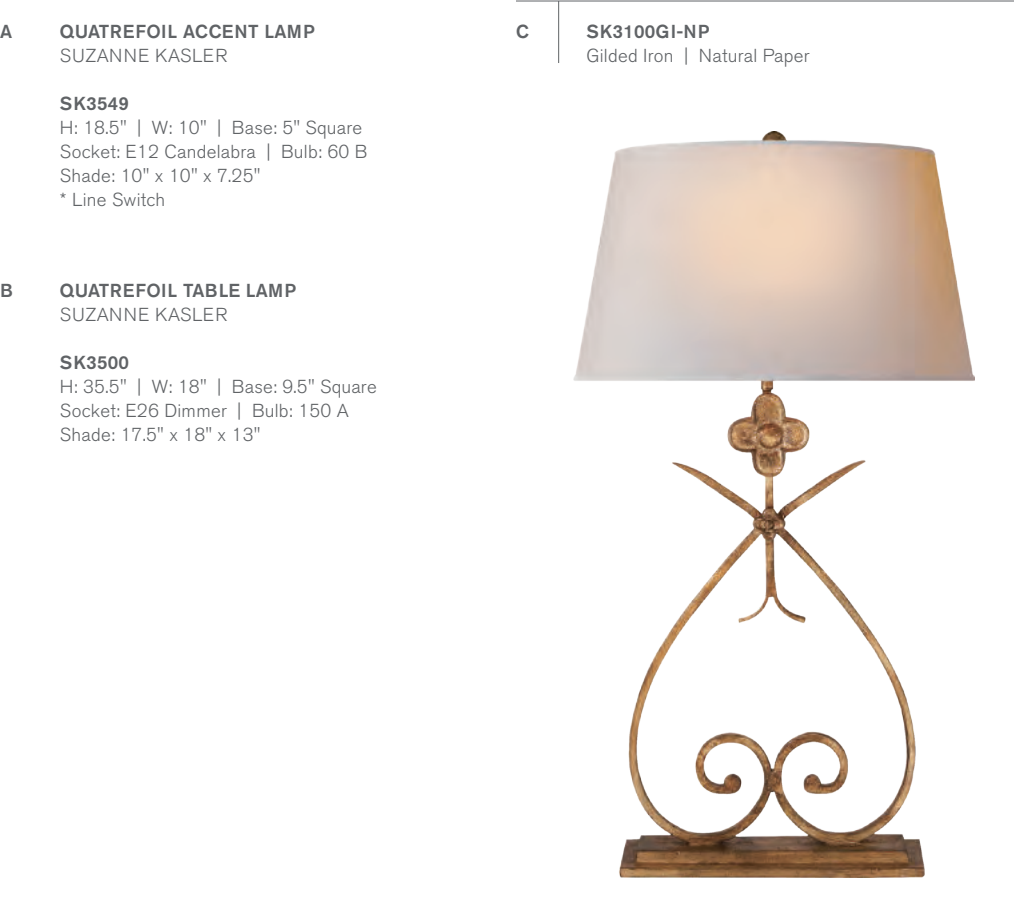 A QUATREFOIL ACCENT LAMP
SUZANNE KASLER
SK3549
H: 18.5" | W: 10" | Base: 5" Square
Socket: E12 Candelabra | Bulb: 60 B
Shade: 10" x 10" x 7.25"
* Line Switch
B QUATREFOIL TABLE LAMP
SUZANNE KASLER
SK3500
H: 35.5" | W: 18" | Base: 9.5" Square
Socket: E26 Dimmer | Bulb: 150 A
Shade: 17.5" x 18" x 13"
C SK3100GI-NP
Gilded Iron | Natural Paper